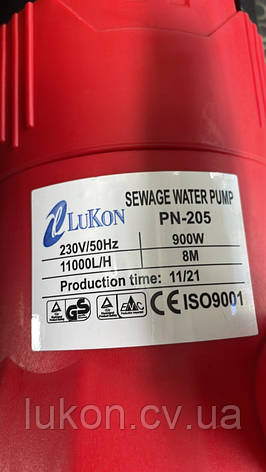 SEWAGE WATER PUMP
LuKon PN-205
230V/50Hz 900W
11000L/H 8M
Production time: 11/21
GS CE ISO9001
lukon.cv.ua